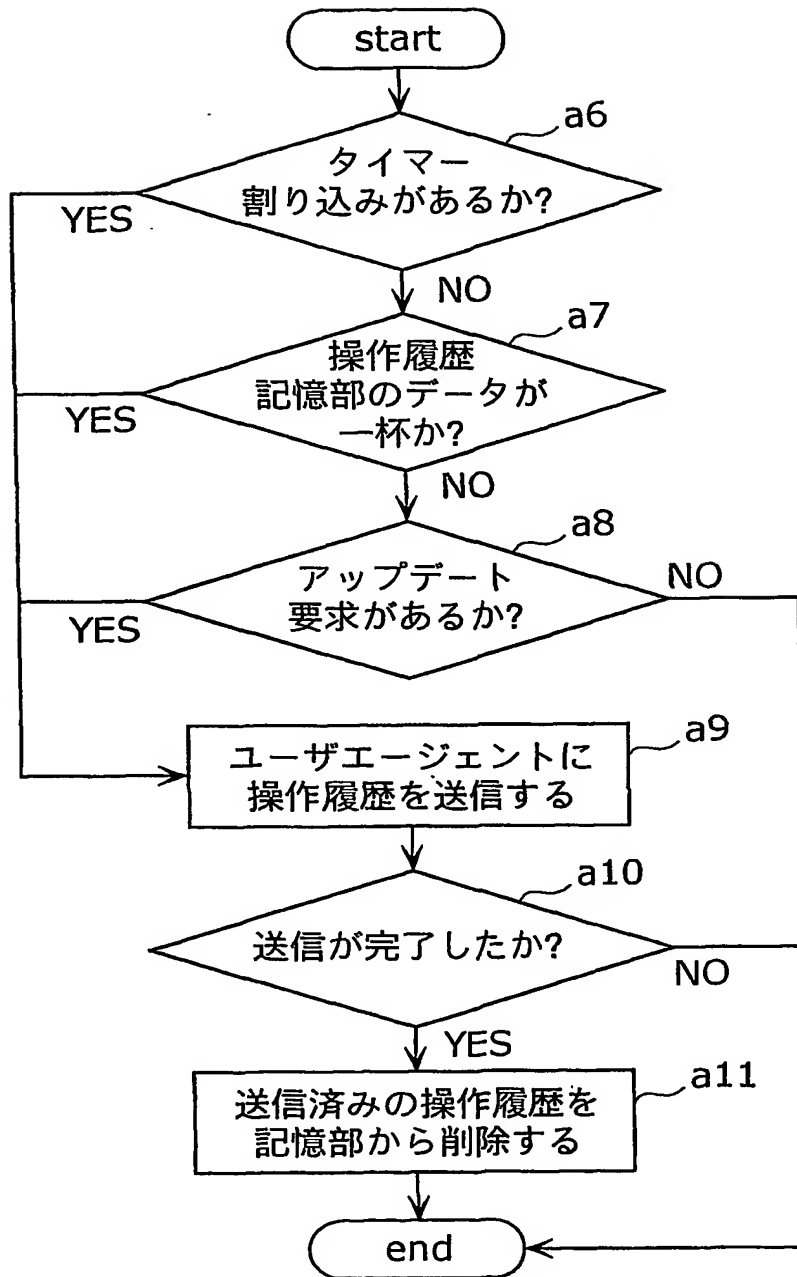 start
a6
タイマー
割り込みがあるか?
YES
NO
a7
操作履歴
記憶部のデータが
一杯か?
YES
NO
a8
アップデート
要求があるか?
NO
YES
a9
ユーザエージェントに
操作履歴を送信する
a10
送信が完了したか?
NO
YES
a11
送信済みの操作履歴を
記憶部から削除する
end